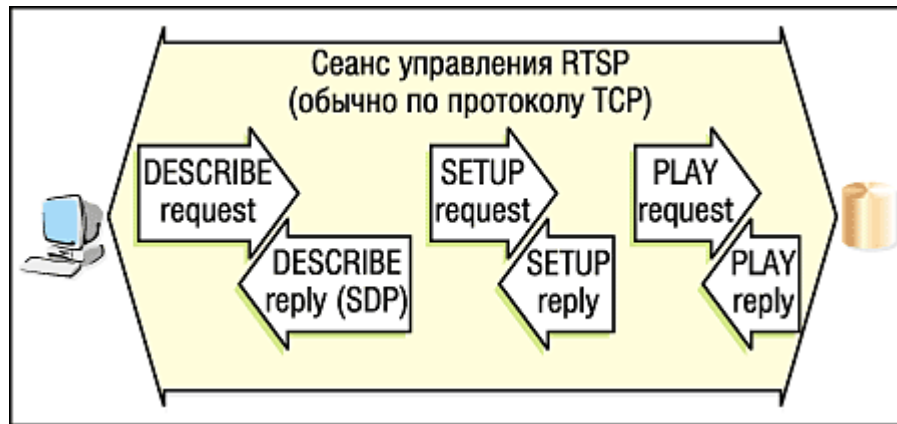 Сеанс управления RTSP
(обычно по протоколу TCP)
DESCRIBE
request
DESCRIBE
reply (SDP)
SETUP
request
SETUP
reply
PLAY
request
PLAY
reply